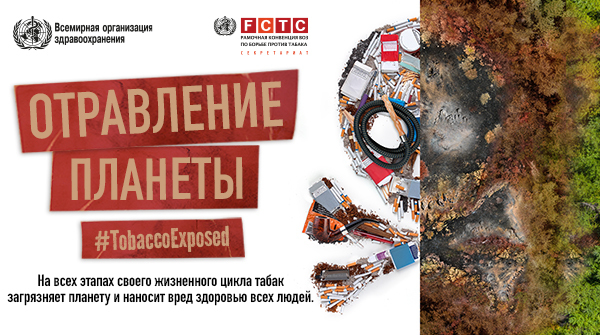 Всемирная организация
здравоохранения
FCTC
РАМОЧНАЯ КОНВЕНЦИЯ ВОЗ
ПО БОРЬБЕ ПРОТИВ ТАБАКА
СЕКРЕТАРИАТ
ОТРАВЛЕНИЕ
ПЛАНЕТЫ
#TobaccoExposed
На всех этапах своего жизненного цикла табак
загрязняет планету и наносит вред здоровью всех людей.